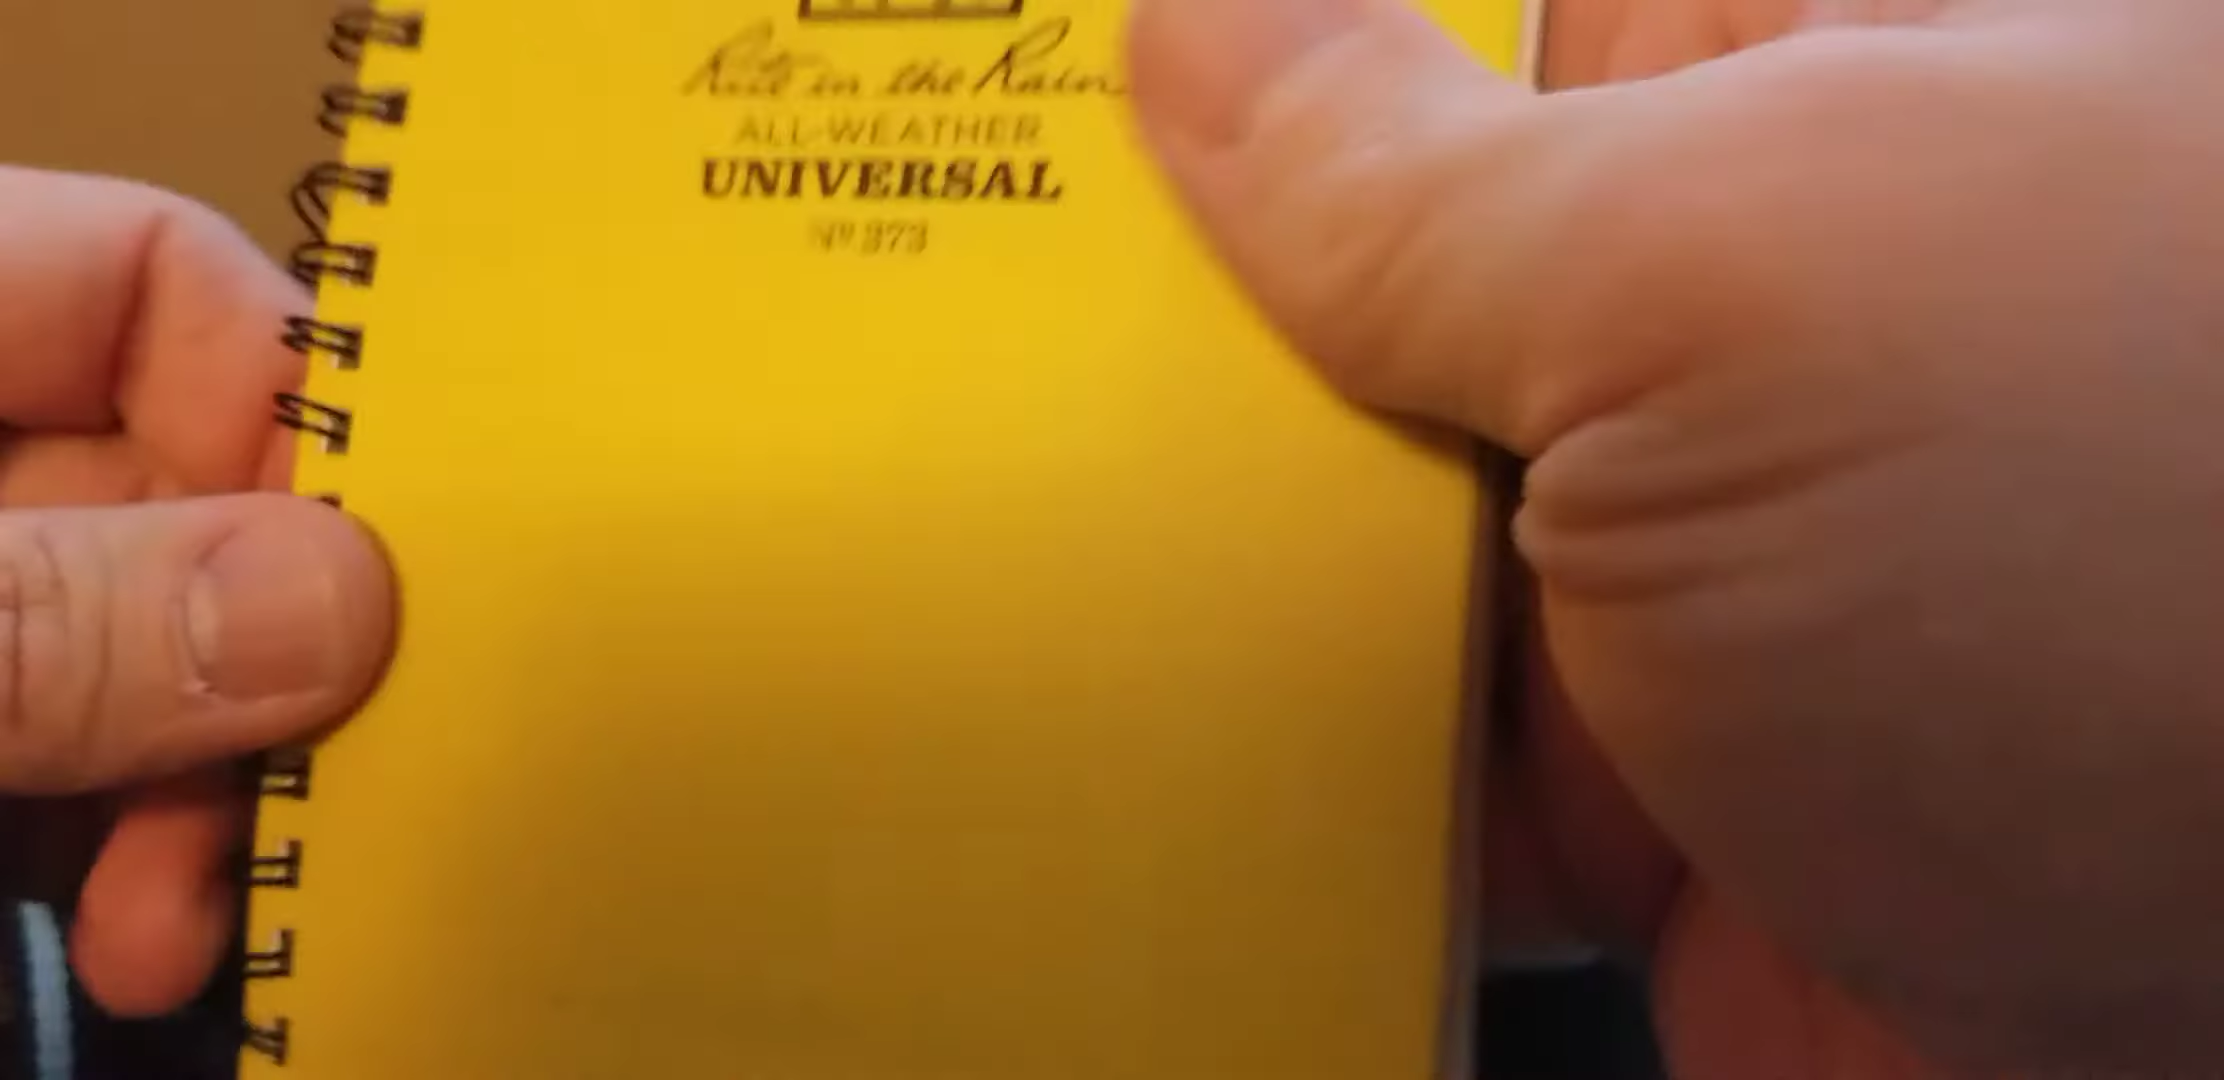 Rite in the Rain
ALL-WEATHER
UNIVERSAL
Nº 373